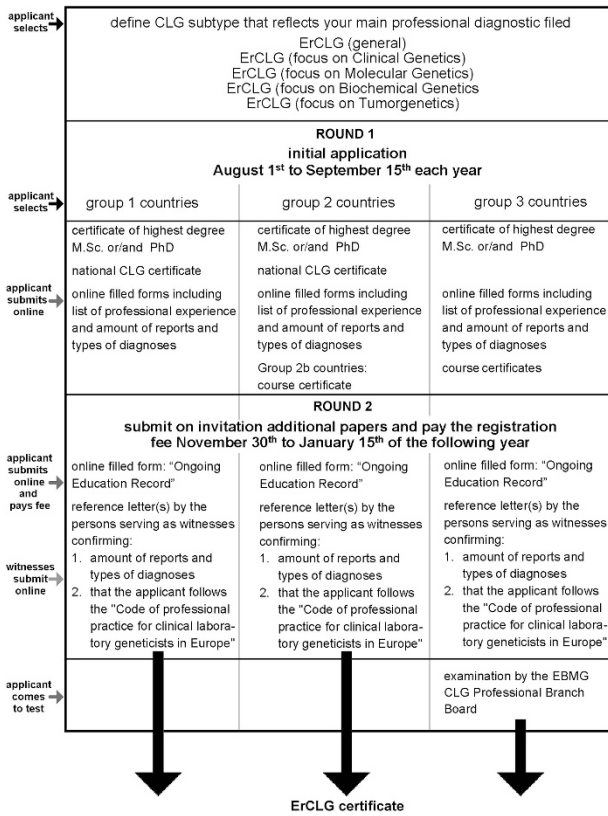 applicant
selects
define CLG subtype that reflects your main professional diagnostic filed
ErCLG (general)
ErCLG (focus on Clinical Genetics)
ErCLG (focus on Molecular Genetics)
ErCLG (focus on Biochemical Genetics
ErCLG (focus on Tumorgenetics)
ROUND 1
initial application
August 1st to September 15th each year
applicant
selects
group 1 countries
group 2 countries
group 3 countries
applicant
submits
online
certificate of highest degree
M.Sc. or/and PhD
national CLG certificate
online filled forms including
list of professional experience
and amount of reports and
types of diagnoses
certificate of highest degree
M.Sc. or/and PhD
national CLG certificate
online filled forms including
list of professional experience
and amount of reports and
types of diagnoses
Group 2b countries:
course certificate
certificate of highest degree
M.Sc. or/and PhD
online filled forms including
list of professional experience
and amount of reports and
types of diagnoses
course certificates
ROUND 2
submit on invitation additional papers and pay the registration
fee November 30th to January 15th of the following year
applicant
submits
online
and
pays fee
witnesses
submit
online
online filled form: “Ongoing
Education Record”
reference letter(s) by the
persons serving as witnesses
confirming:
1. amount of reports and
types of diagnoses
2. that the applicant follows
the "Code of professional
practice for clinical labora-
tory geneticists in Europe"
online filled form: “Ongoing
Education Record”
reference letter(s) by the
persons serving as witnesses
confirming:
1. amount of reports and
types of diagnoses
2. that the applicant follows
the "Code of professional
practice for clinical labora-
tory geneticists in Europe"
online filled form: “Ongoing
Education Record”
reference letter(s) by the
persons serving as witnesses
confirming:
1. amount of reports and
types of diagnoses
2. that the applicant follows
the "Code of professional
practice for clinical labora-
tory geneticists in Europe"
applicant
comes
to test
examination by the EBMG
CLG Professional Branch
Board
ErCLG certificate